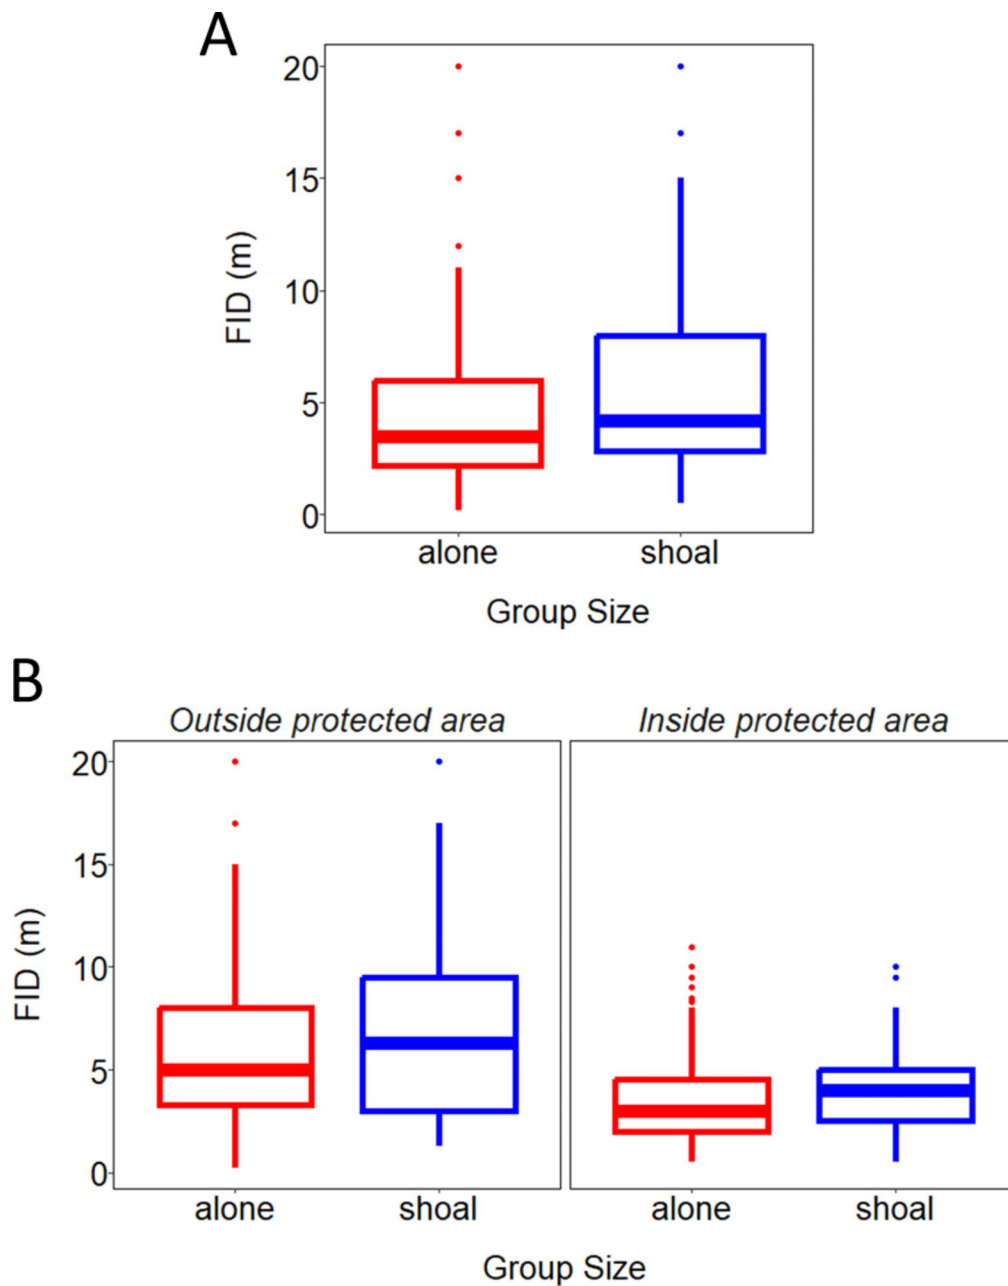 A
20
15
10
5
0
FID (m)
alone shoal
Group Size
B
Outside protected area Inside protected area
20
15
10
5
0
FID (m)
alone shoal alone shoal
Group Size